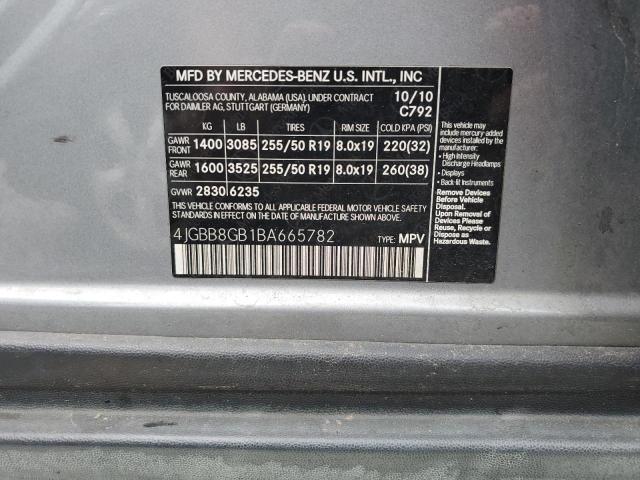 MFD BY MERCEDES-BENZ U.S. INTL., INC
TUSCALOOSA COUNTY, ALABAMA (USA), UNDER CONTRACT
FOR DAIMLER AG, STUTTGART (GERMANY)
10/10
C792
KG LB TIRES RIM SIZE COLD KPA (PSI)
GAWR FRONT 1400 3085 255/50 R19 8.0x19 220(32)
GAWR REAR 1600 3525 255/50 R19 8.0x19 260(38)
GVWR 2830 6235
THIS VEHICLE CONFORMS TO ALL APPLICABLE FEDERAL MOTOR VEHICLE SAFETY
STANDARDS IN EFFECT ON THE DATE OF MANUFACTURE SHOWN ABOVE.
4JGBB8GB1BA665782 TYPE: MPV
This vehicle may
include mercury added
devices installed by
the manufacturer:
• High-Intensity
Discharge Headlamps
• Displays
• Back-lit Instruments
Remove Devices
Before Vehicle
Disposal.
Upon Removal of
Devices Please
Reuse, Recycle or
Dispose as
Hazardous Waste.